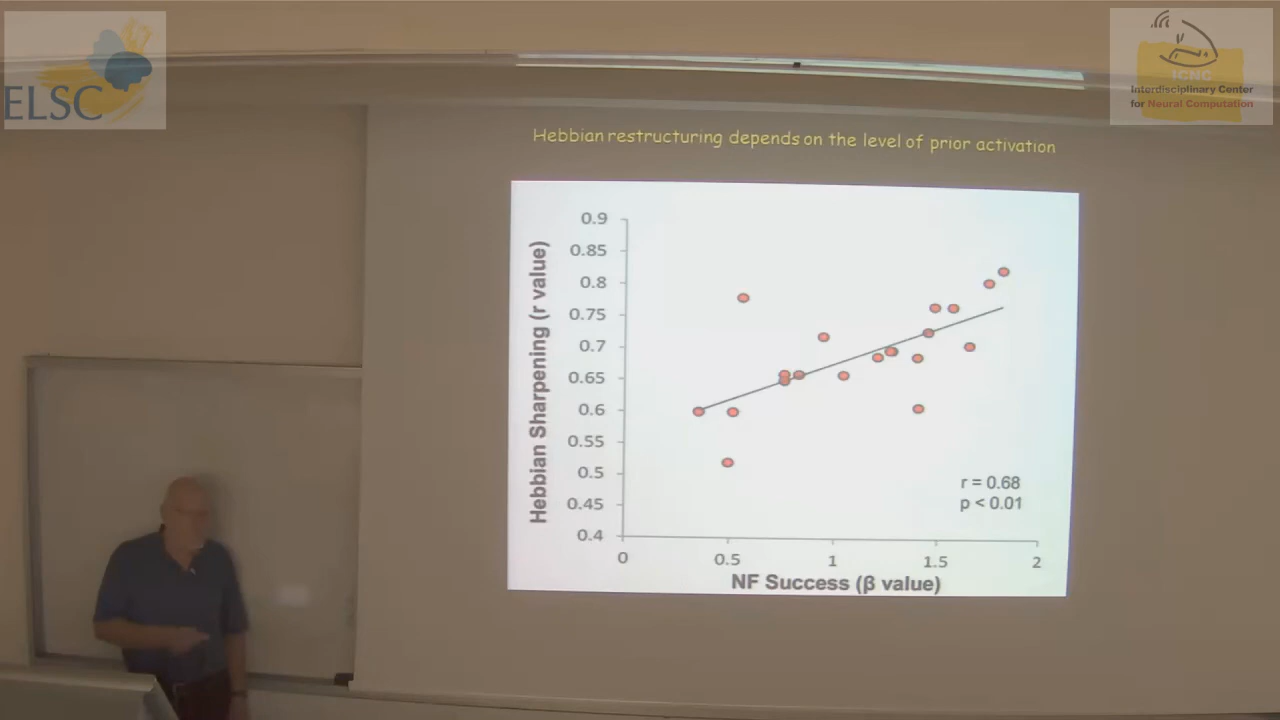 ELSC
ICNC
Interdisciplinary Center
for Neural Computation
Hebbian restructuring depends on the level of prior activation
Hebbian Sharpening (r value)
0.9
0.85
0.8
0.75
0.7
0.65
0.6
0.55
0.5
0.45
0.4
r = 0.68
p < 0.01
0
0.5
1
1.5
2
NF Success (β value)